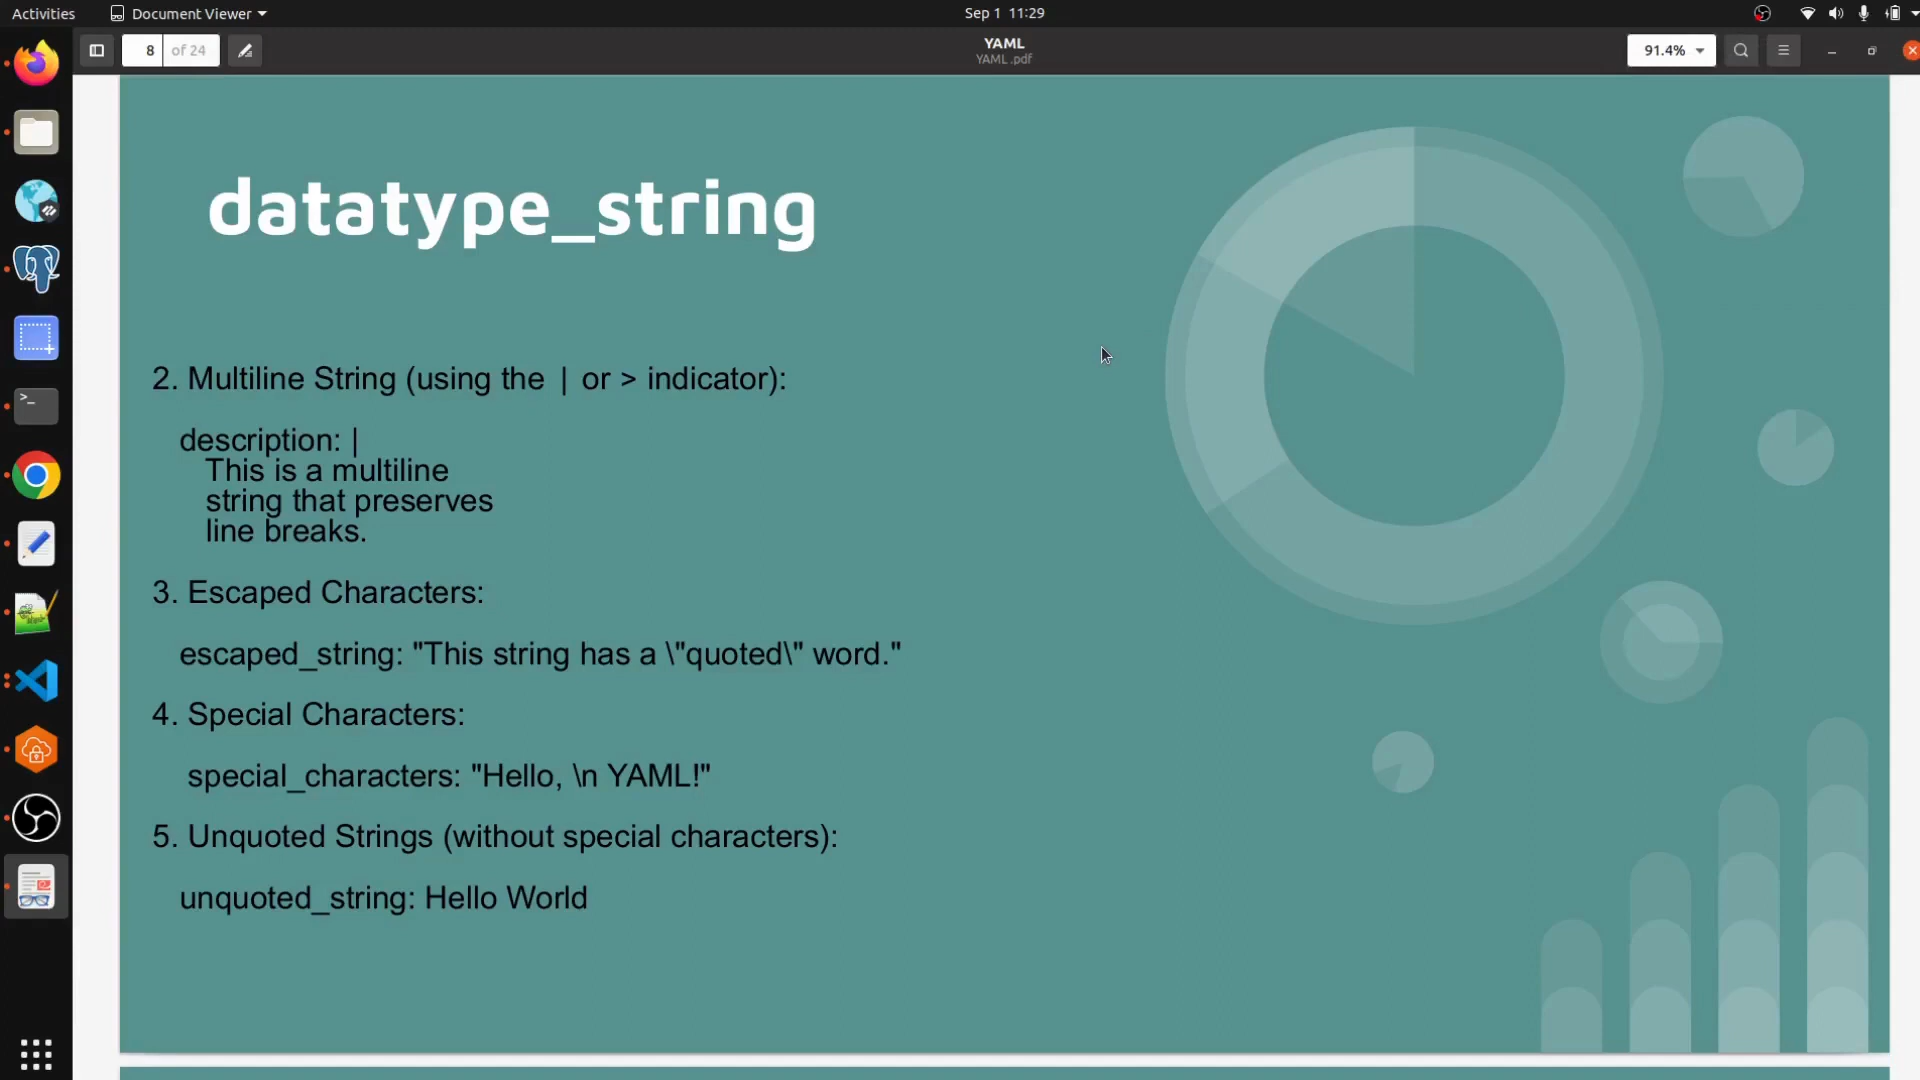 Activities
Document Viewer
Sep 1 11:29
8 of 24
YAML
YAML .pdf
91.4%
datatype_string
2. Multiline String (using the | or > indicator):
description: |
This is a multiline
string that preserves
line breaks.
3. Escaped Characters:
escaped_string: "This string has a \"quoted\" word."
4. Special Characters:
special_characters: "Hello, \n YAML!"
5. Unquoted Strings (without special characters):
unquoted_string: Hello World